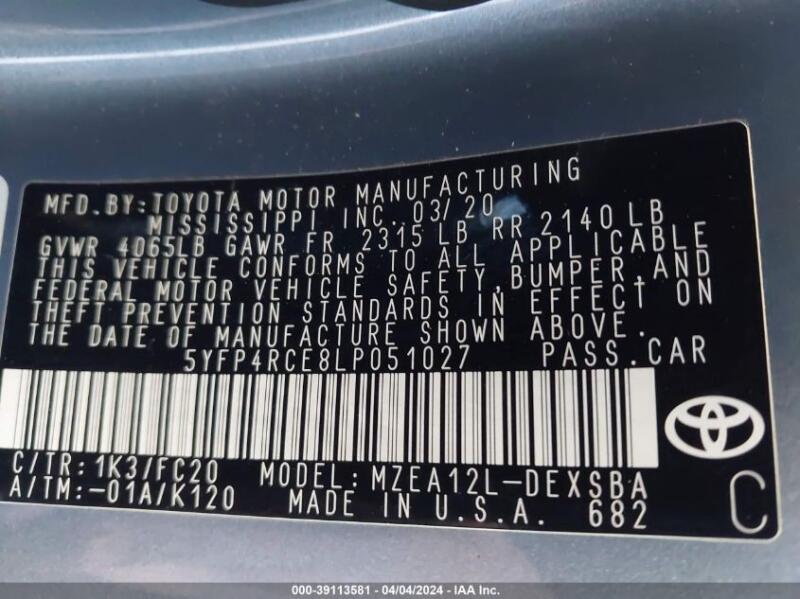 MFD. BY: TOYOTA MOTOR MANUFACTURING
MISSISSIPPI, INC. 03/20
GVWR 4065LB GAWR FR 2315 LB RR 2140 LB
THIS VEHICLE CONFORMS TO ALL APPLICABLE
FEDERAL MOTOR VEHICLE SAFETY, BUMPER, AND
THEFT PREVENTION STANDARDS IN EFFECT ON
THE DATE OF MANUFACTURE SHOWN ABOVE.
5YFP4RCE8LP051027 PASS. CAR
C/TR: 1K3/FC20 MODEL: MZEA12L-DEXSBA
A/TM: -01A/K120 MADE IN U.S.A. 682
C
000-39113581 - 04/04/2024 - IAA Inc.